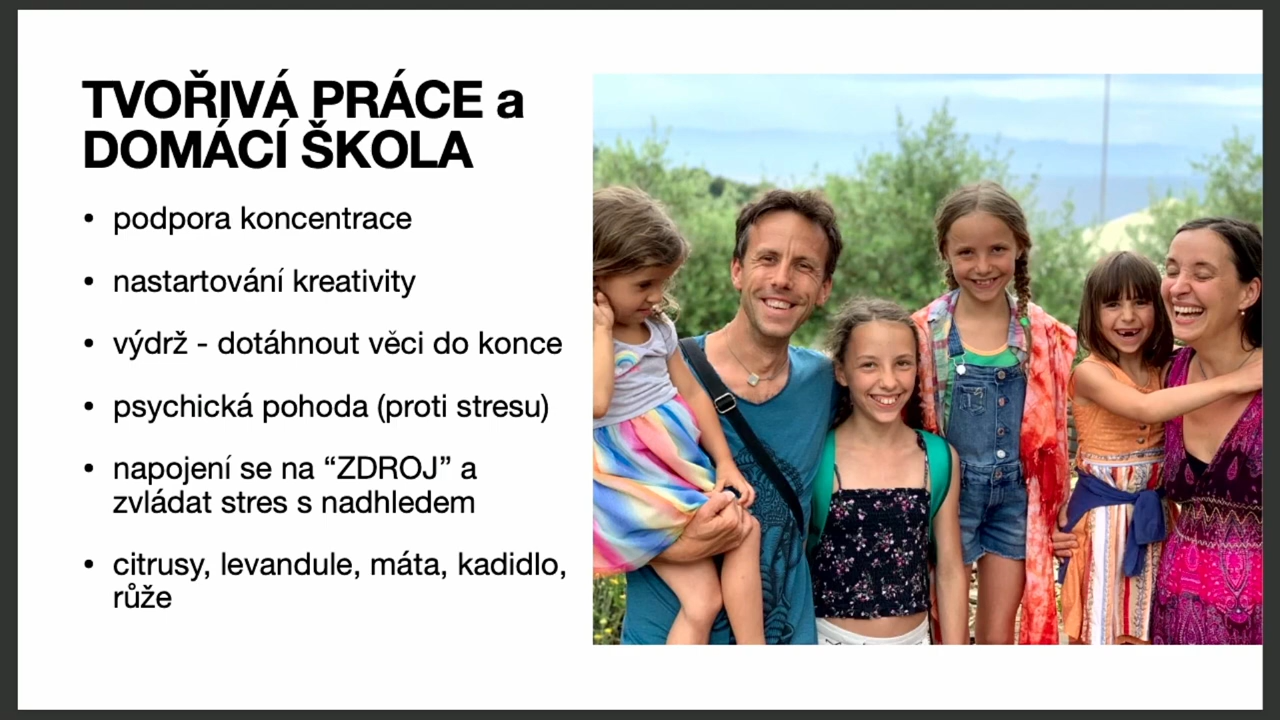 TVOŘIVÁ PRÁCE a
DOMÁCÍ ŠKOLA
• podpora koncentrace
• nastartování kreativity
• výdrž - dotáhnout věci do konce
• psychická pohoda (proti stresu)
• napojení se na “ZDROJ” a
zvládat stres s nadhledem
• citrusy, levandule, máta, kadidlo,
růže